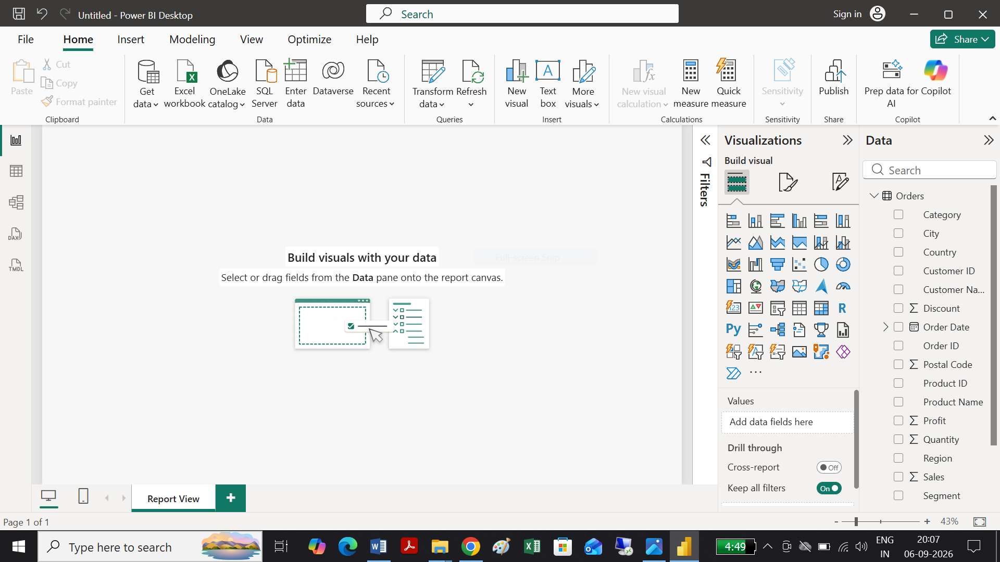 Untitled - Power BI Desktop
Search
Sign in
File Home Insert Modeling View Optimize Help
Share
Paste
Cut
Copy
Format painter
Clipboard
Get data
Excel workbook
OneLake catalog
SQL Server
Enter data
Dataverse
Recent sources
Data
Transform data
Refresh
Queries
New visual
Text box
More visuals
Insert
New visual calculation
New measure
Quick measure
Calculations
Sensitivity
Sensitivity
Publish
Share
Prep data for AI
Copilot
Copilot
DAX
TMDL
Build visuals with your data
Full-screen Snip
Select or drag fields from the Data pane onto the report canvas.
Filters
Visualizations
Build visual
123
R
Py
Values
Add data fields here
Drill through
Cross-report
Off
Keep all filters
On
Data
Search
Orders
Category
City
Country
Customer ID
Customer Na...
Discount
Order Date
Order ID
Postal Code
Product ID
Product Name
Profit
Quantity
Region
Sales
Segment
Report View
Page 1 of 1
- + 43%
Type here to search
4:49
ENG
IN
20:07
06-09-2026